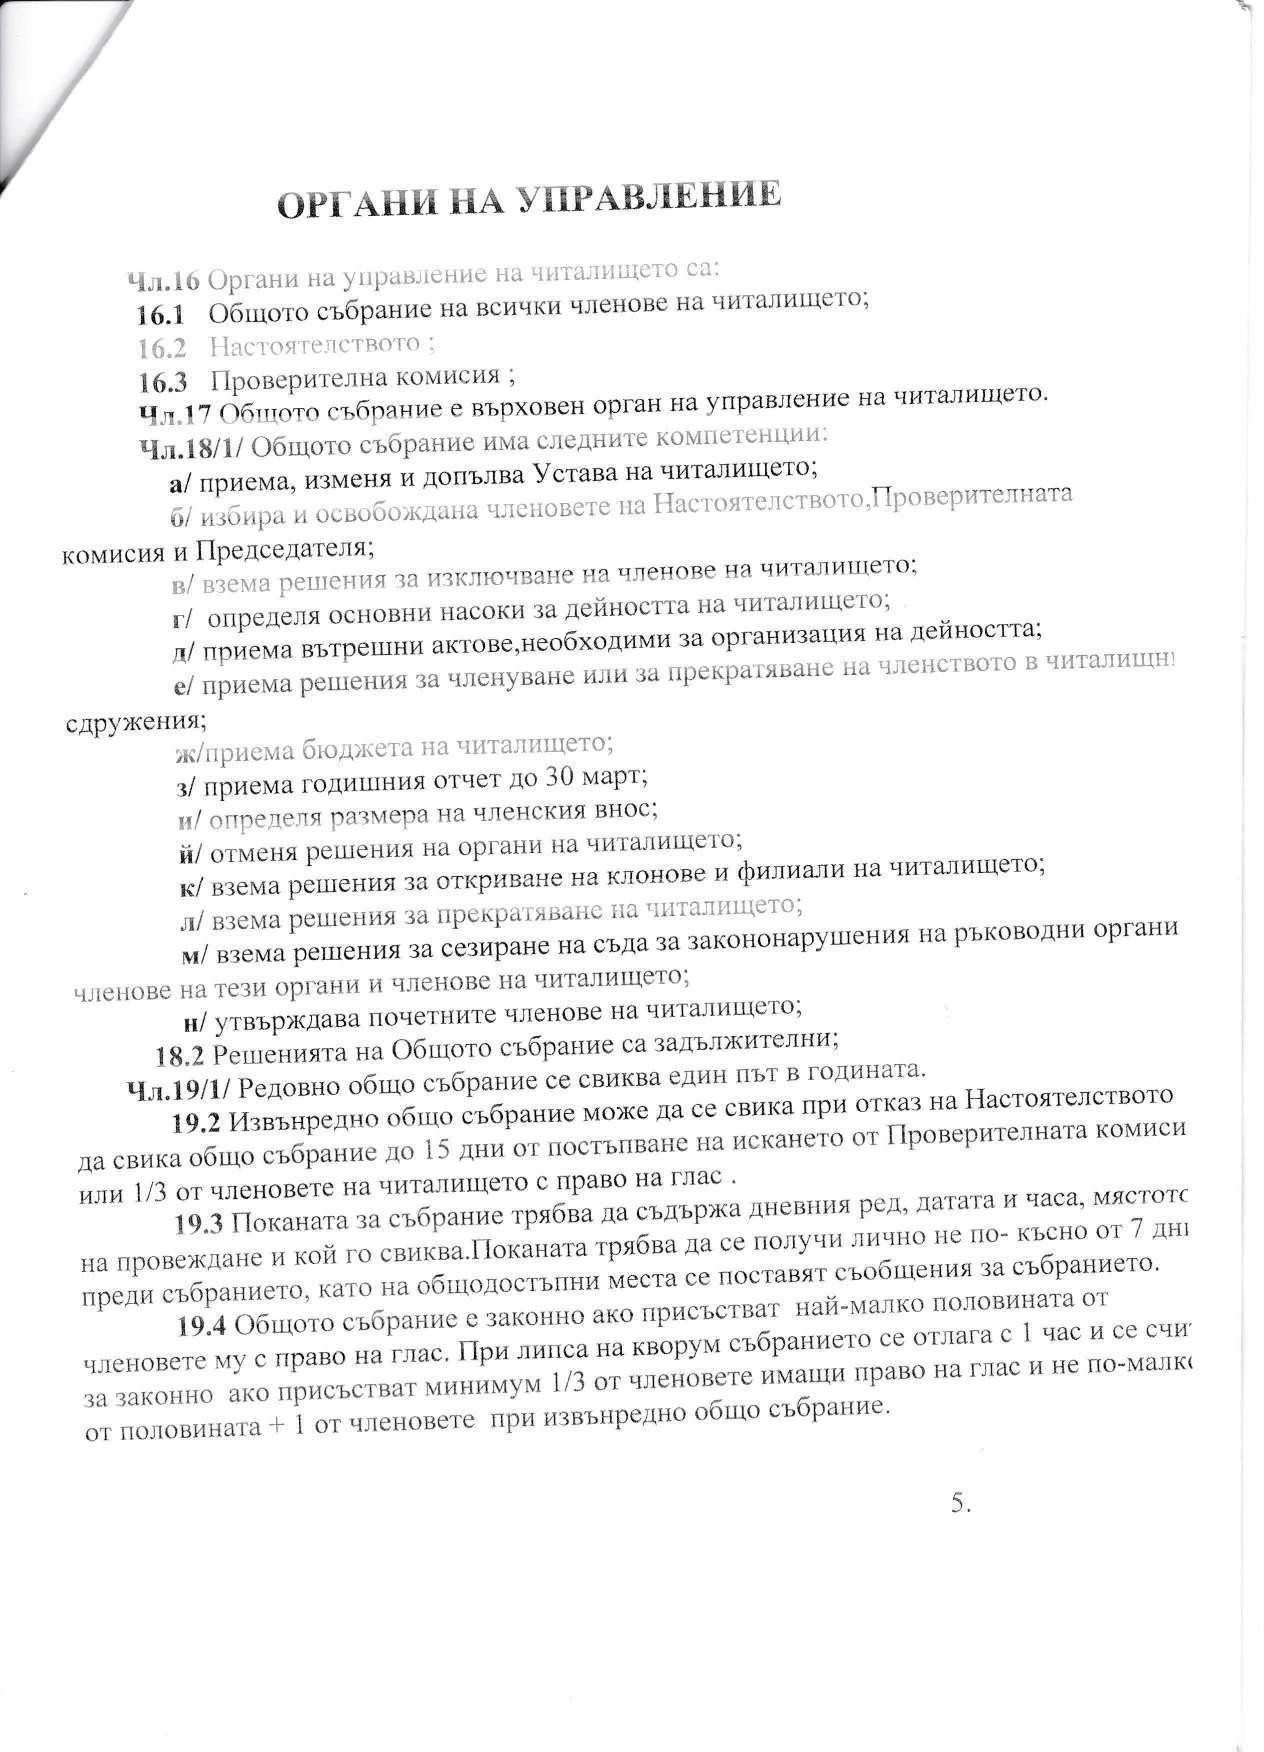 ОРГАНИ НА УПРАВЛЕНИЕ
Чл.16 Органи на управление на читалището са:
16.1 Общото събрание на всички членове на читалището;
16.2 Настоятелството ;
16.3 Проверителна комисия ;
Чл.17 Общото събрание е върховен орган на управление на читалището.
Чл.18/1/ Общото събрание има следните компетенции:
а/ приема, изменя и допълва Устава на читалището;
б/ избира и освобождана членовете на Настоятелството,Проверителната
комисия и Председателя;
в/ взема решения за изключване на членове на читалището;
г/ определя основни насоки за дейността на читалището;
д/ приема вътрешни актове,необходими за организация на дейността;
е/ приема решения за членуване или за прекратяване на членството в читалищн
сдружения;
ж/приема бюджета на читалището;
з/ приема годишния отчет до 30 март;
и/ определя размера на членския внос;
й/ отменя решения на органи на читалището;
к/ взема решения за откриване на клонове и филиали на читалището;
л/ взема решения за прекратяване на читалището;
м/ взема решения за сезиране на съда за закононарушения на ръководни органи
членове на тези органи и членове на читалището;
н/ утвърждава почетните членове на читалището;
18.2 Решенията на Общото събрание са задължителни;
Чл.19/1/ Редовно общо събрание се свиква един път в годината.
19.2 Извънредно общо събрание може да се свика при отказ на Настоятелството
да свика общо събрание до 15 дни от постъпване на искането от Проверителната комиси
или 1/3 от членовете на читалището с право на глас .
19.3 Поканата за събрание трябва да съдържа дневния ред, датата и часа, мястото
на провеждане и кой го свиква.Поканата трябва да се получи лично не по- късно от 7 дни
преди събранието, като на общодостъпни места се поставят съобщения за събранието.
19.4 Общото събрание е законно ако присъстват най-малко половината от
членовете му с право на глас. При липса на кворум събранието се отлага с 1 час и се счи
за законно ако присъстват минимум 1/3 от членовете имащи право на глас и не по-малко
от половината + 1 от членовете при извънредно общо събрание.
5.